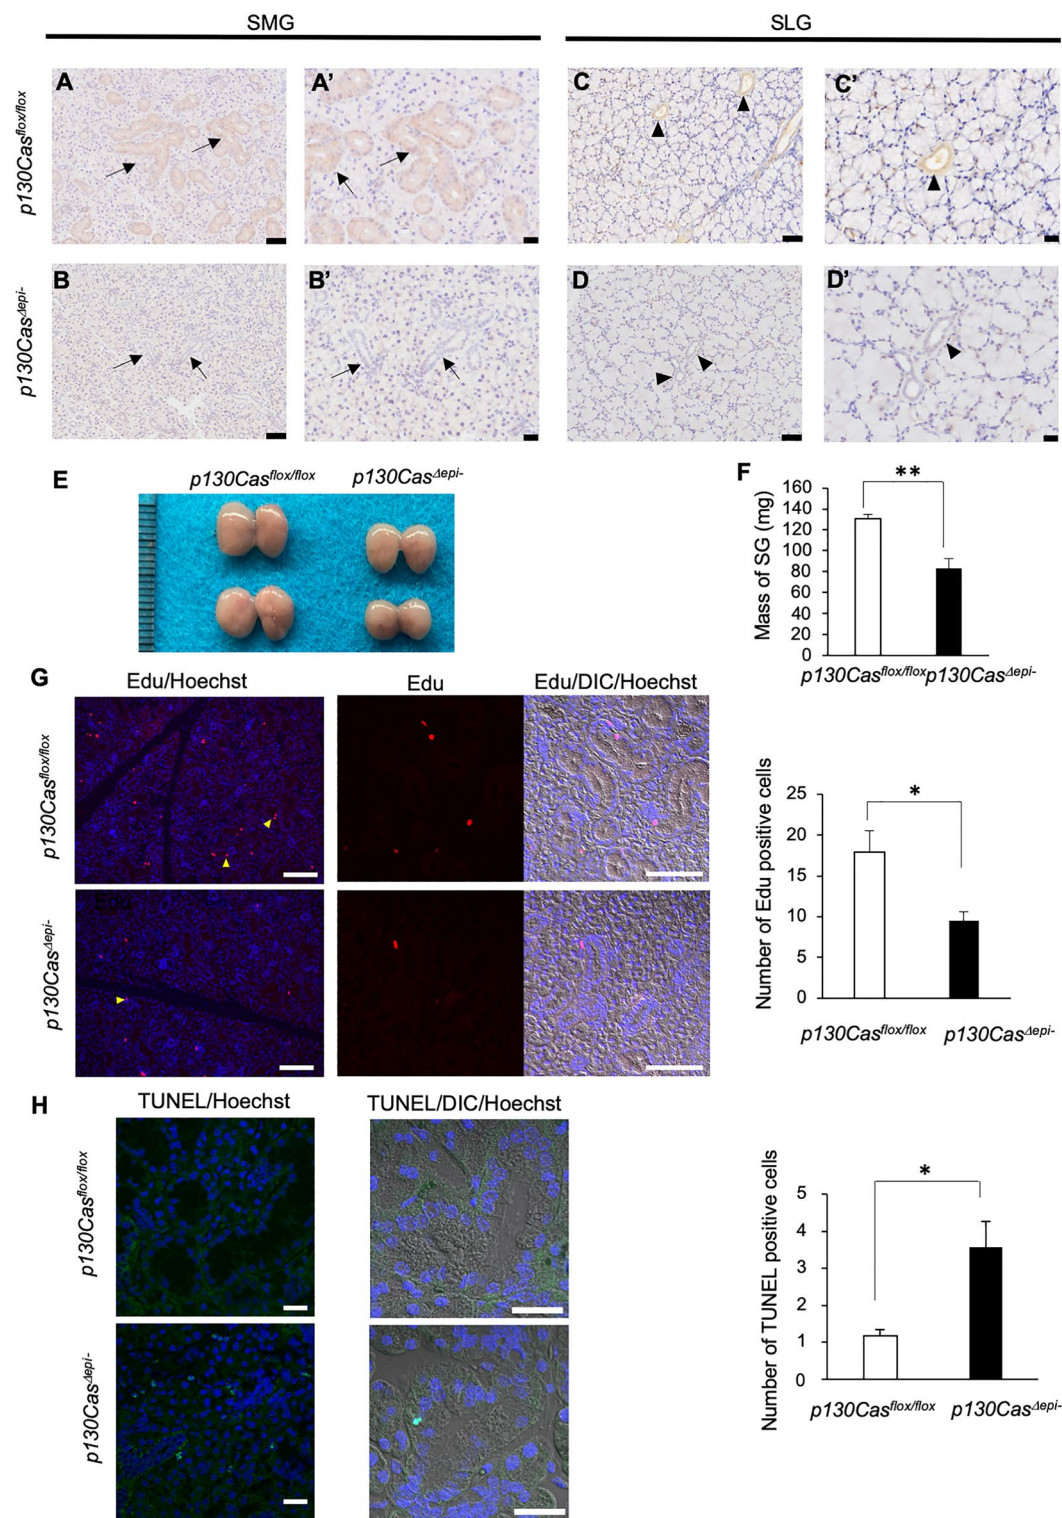 SMG
SLG
p130Cas^flox/flox
A
A'
C
C'
p130Cas^Δepi-
B
B'
D
D'
E
p130Cas^flox/flox
p130Cas^Δepi-
F
**
Mass of SG (mg)
160
140
120
100
80
60
40
20
0
p130Cas^flox/flox p130Cas^Δepi-
G
Edu/Hoechst
Edu
Edu/DIC/Hoechst
p130Cas^flox/flox
p130Cas^Δepi-
Edu
*
Number of Edu positive cells
25
20
15
10
5
0
p130Cas^flox/flox
p130Cas^Δepi-
H
TUNEL/Hoechst
TUNEL/DIC/Hoechst
p130Cas^flox/flox
p130Cas^Δepi-
*
Number of TUNEL positive cells
5
4
3
2
1
0
p130Cas^flox/flox
p130Cas^Δepi-